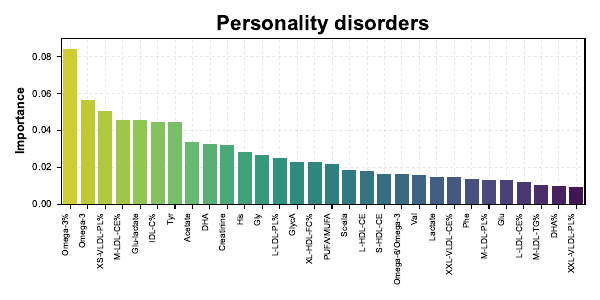 Personality disorders
Importance
0.08
0.06
0.04
0.02
0.00
Omega-3%
Omega-3
XS-VLDL-PL%
M-LDL-CE%
Glu-lactate
IDL-C%
Tyr
Acetate
DHA
Creatinine
His
Gly
L-LDL-PL%
GlycA
XL-HDL-FC%
PUFA/MUFA
L-HDL-CE
S-HDL-CE
Omega-6/Omega-3
Val
Lactate
XXL-VLDL-CE%
Phe
M-LDL-PL%
Glu
L-LDL-CE%
M-LDL-TG%
DHA%
XXL-VLDL-PL%